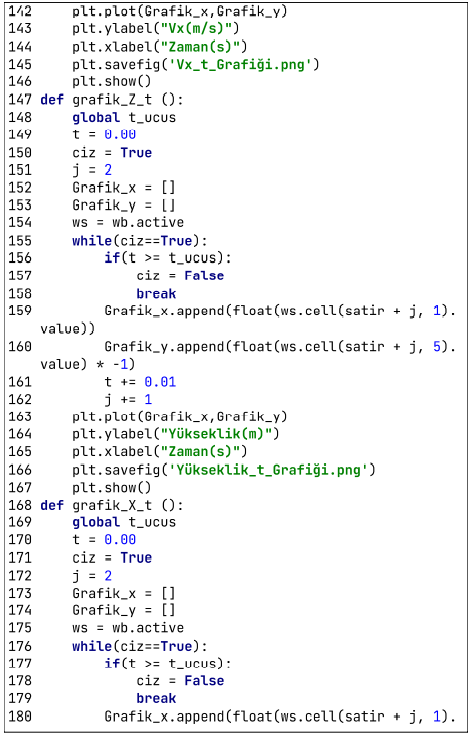 142     plt.plot(Grafik_x,Grafik_y)
143     plt.ylabel("Vx(m/s)")
144     plt.xlabel("Zaman(s)")
145     plt.savefig('Vx_t_Grafiği.png')
146     plt.show()
147 def grafik_Z_t ():
148     global t_ucus
149     t = 0.00
150     ciz = True
151     j = 2
152     Grafik_x = []
153     Grafik_y = []
154     ws = wb.active
155     while(ciz==True):
156         if(t >= t_ucus):
157             ciz = False
158             break
159         Grafik_x.append(float(ws.cell(satir + j, 1).
value))
160         Grafik_y.append(float(ws.cell(satir + j, 5).
value) * -1)
161         t += 0.01
162         j += 1
163     plt.plot(Grafik_x,Grafik_y)
164     plt.ylabel("Yükseklik(m)")
165     plt.xlabel("Zaman(s)")
166     plt.savefig('Yükseklik_t_Grafiği.png')
167     plt.show()
168 def grafik_X_t ():
169     global t_ucus
170     t = 0.00
171     ciz = True
172     j = 2
173     Grafik_x = []
174     Grafik_y = []
175     ws = wb.active
176     while(ciz==True):
177         if(t >= t_ucus):
178             ciz = False
179             break
180         Grafik_x.append(float(ws.cell(satir + j, 1).